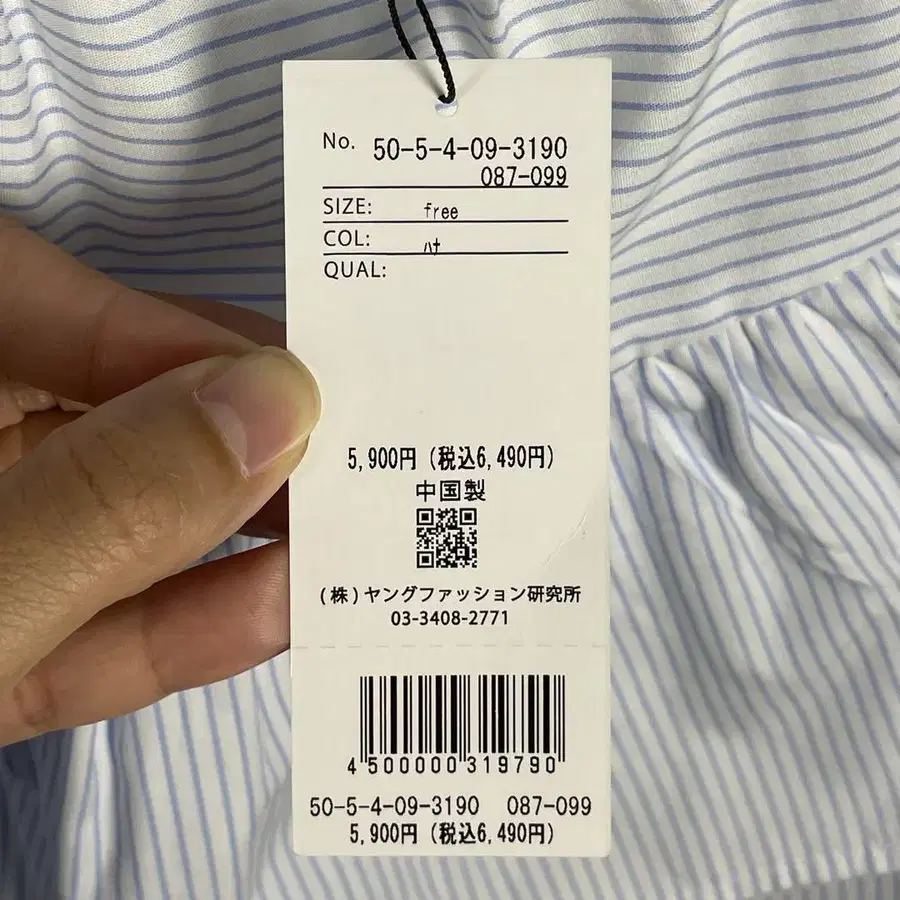 No. 50-5-4-09-3190
087-099
SIZE: free
COL: ﾊﾅ
QUAL:
5,900円 (税込6,490円)
中国製
(株)ヤングファッション研究所
03-3408-2771
4 500000 319790
50-5-4-09-3190 087-099
5,900円 (税込6,490円)